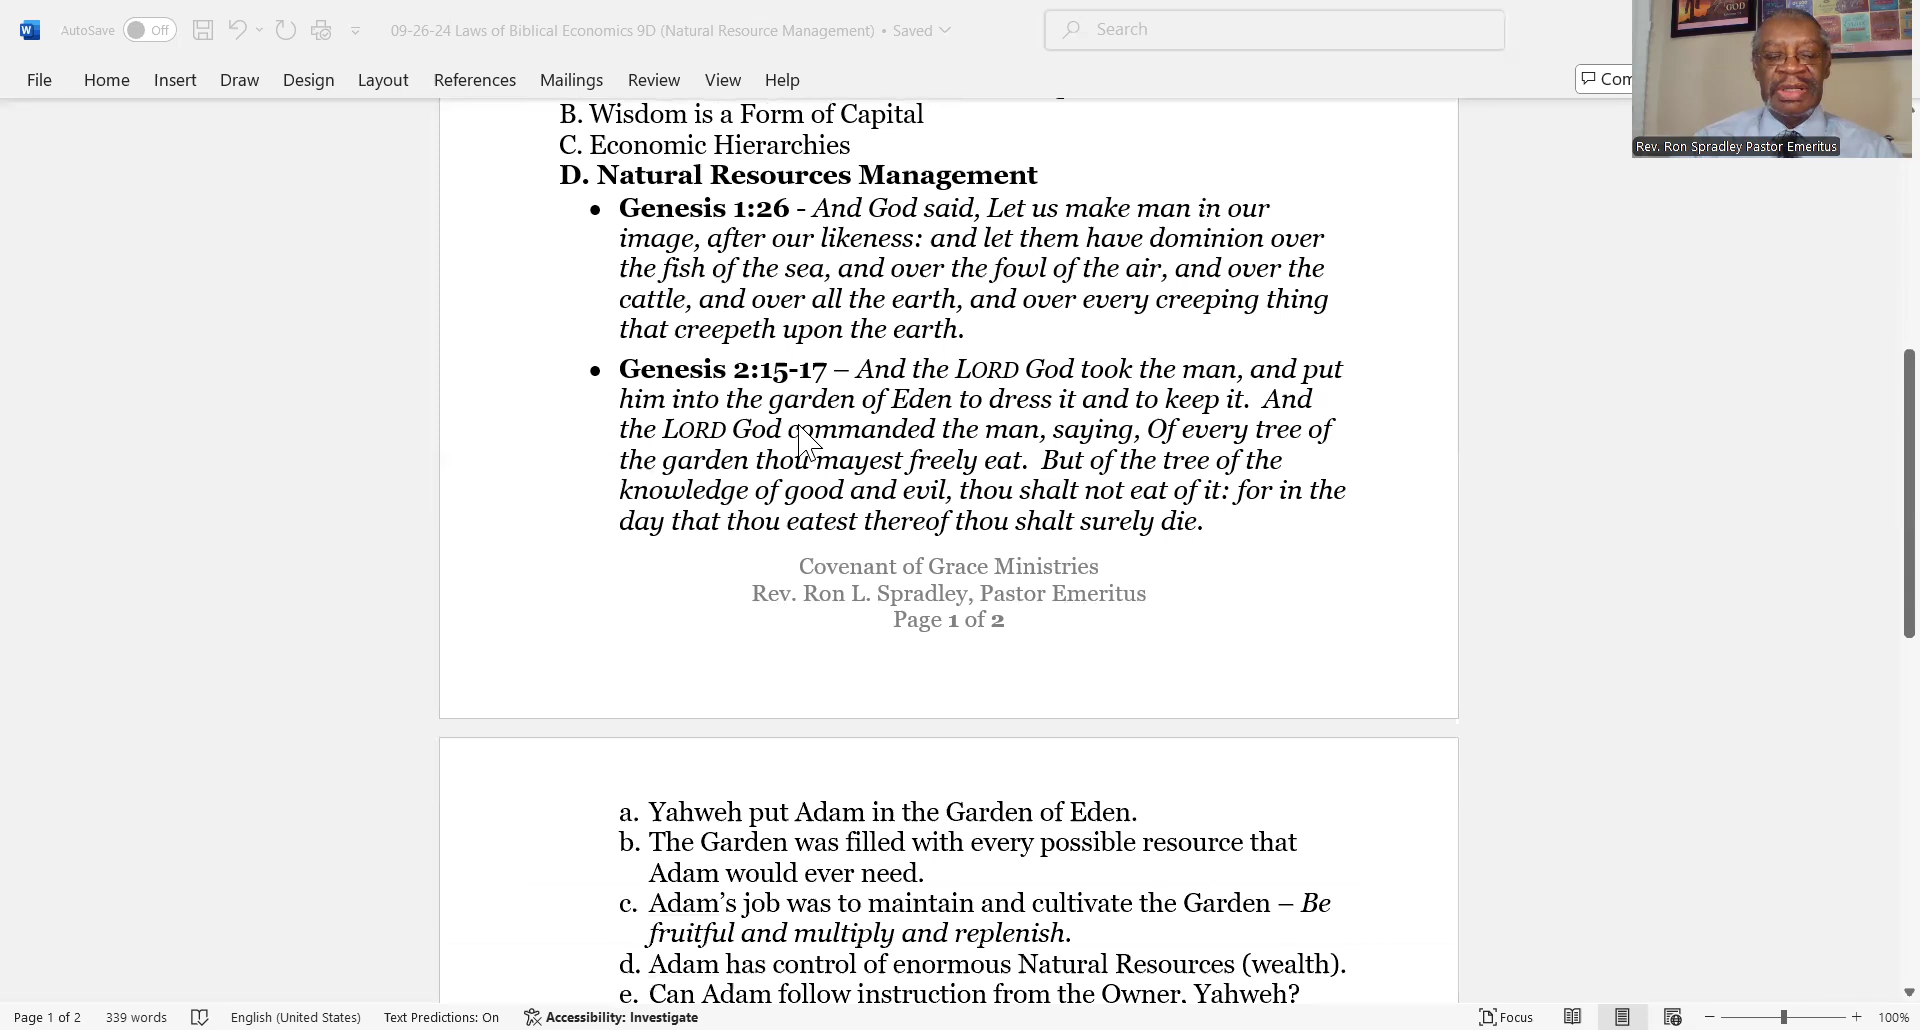 AutoSave Off 09-26-24 Laws of Biblical Economics 9D (Natural Resource Management) • Saved Search
File Home Insert Draw Design Layout References Mailings Review View Help Com
GOD
Rev. Ron Spradley Pastor Emeritus
B. Wisdom is a Form of Capital
C. Economic Hierarchies
D. Natural Resources Management
● Genesis 1:26 - And God said, Let us make man in our
image, after our likeness: and let them have dominion over
the fish of the sea, and over the fowl of the air, and over the
cattle, and over all the earth, and over every creeping thing
that creepeth upon the earth.
● Genesis 2:15-17 – And the LORD God took the man, and put
him into the garden of Eden to dress it and to keep it. And
the LORD God commanded the man, saying, Of every tree of
the garden thou mayest freely eat. But of the tree of the
knowledge of good and evil, thou shalt not eat of it: for in the
day that thou eatest thereof thou shalt surely die.
Covenant of Grace Ministries
Rev. Ron L. Spradley, Pastor Emeritus
Page 1 of 2
a. Yahweh put Adam in the Garden of Eden.
b. The Garden was filled with every possible resource that
Adam would ever need.
c. Adam’s job was to maintain and cultivate the Garden – Be
fruitful and multiply and replenish.
d. Adam has control of enormous Natural Resources (wealth).
e. Can Adam follow instruction from the Owner, Yahweh?
Page 1 of 2 339 words English (United States) Text Predictions: On Accessibility: Investigate Focus 100%